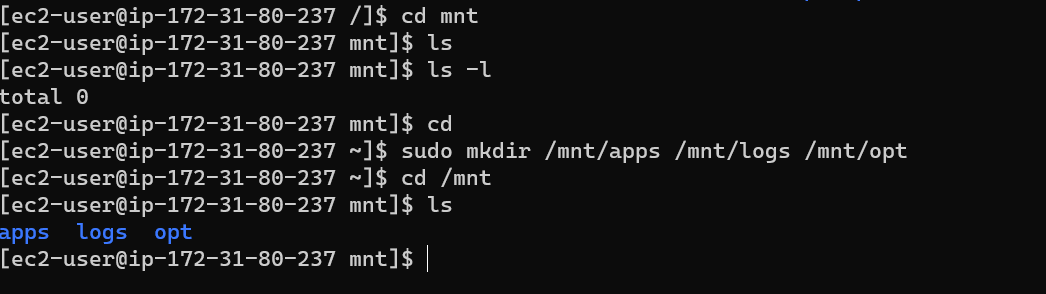 [ec2-user@ip-172-31-80-237 /]$ cd mnt
[ec2-user@ip-172-31-80-237 mnt]$ ls
[ec2-user@ip-172-31-80-237 mnt]$ ls -l
total 0
[ec2-user@ip-172-31-80-237 mnt]$ cd
[ec2-user@ip-172-31-80-237 ~]$ sudo mkdir /mnt/apps /mnt/logs /mnt/opt
[ec2-user@ip-172-31-80-237 ~]$ cd /mnt
[ec2-user@ip-172-31-80-237 mnt]$ ls
apps  logs  opt
[ec2-user@ip-172-31-80-237 mnt]$